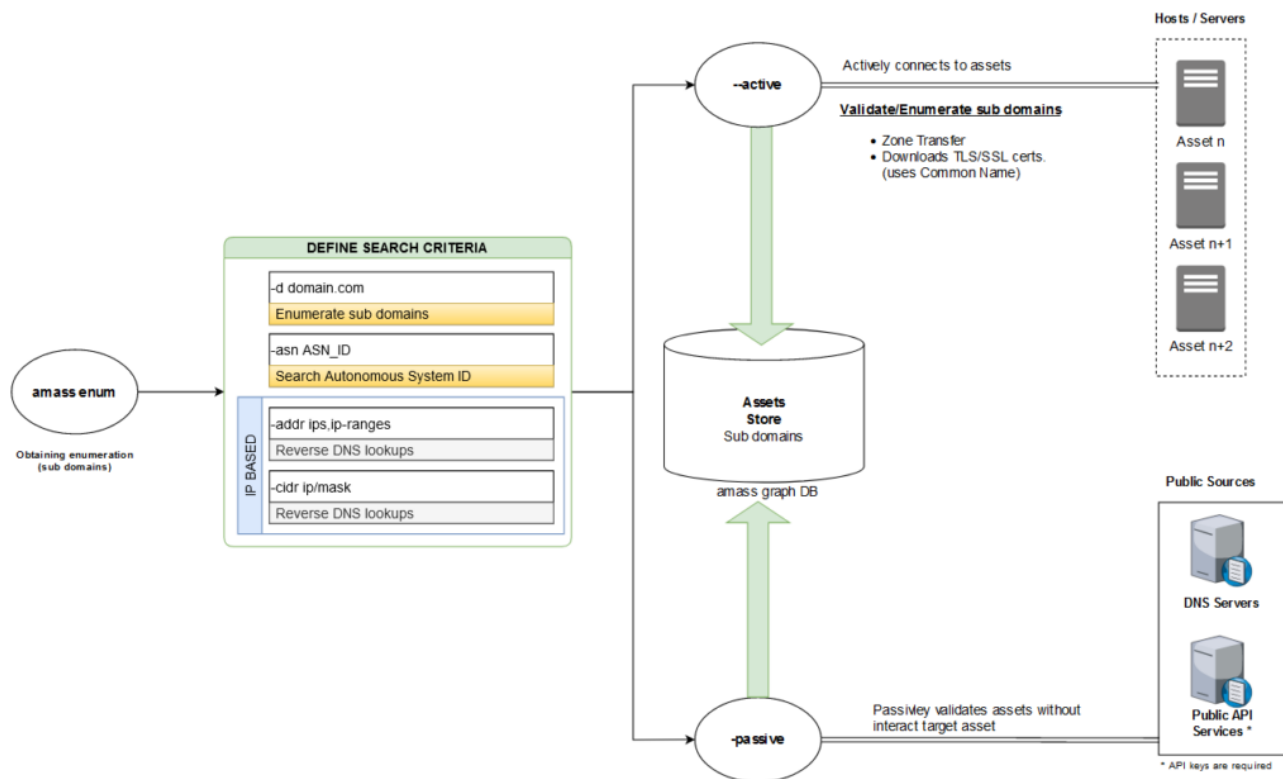 amass enum
Obtaining enumeration
(sub domains)
DEFINE SEARCH CRITERIA
-d domain.com
Enumerate sub domains
-asn ASN_ID
Search Autonomous System ID
IP BASED
-addr ips,ip-ranges
Reverse DNS lookups
-cidr ip/mask
Reverse DNS lookups
--active
Actively connects to assets
Validate/Enumerate sub domains
• Zone Transfer
• Downloads TLS/SSL certs.
(uses Common Name)
Hosts / Servers
Asset n
Asset n+1
Asset n+2
Assets
Store
Sub domains
amass graph DB
-passive
Passivley validates assets without
interact target asset
Public Sources
DNS Servers
Public API
Services *
* API keys are required